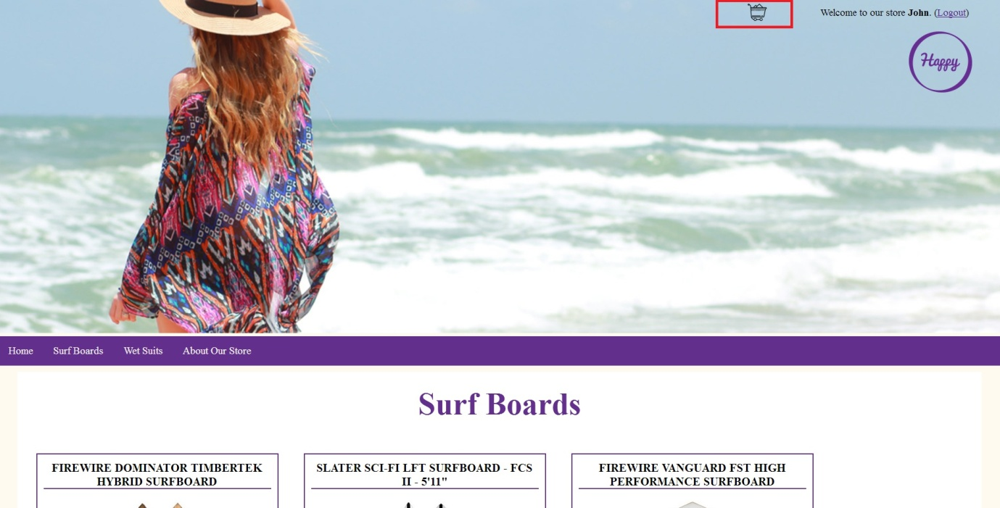 Welcome to our store John. (Logout)
Happy
Home Surf Boards Wet Suits About Our Store
Surf Boards
FIREWIRE DOMINATOR TIMBERTEK
HYBRID SURFBOARD
SLATER SCI-FI LFT SURFBOARD - FCS
II - 5'11"
FIREWIRE VANGUARD FST HIGH
PERFORMANCE SURFBOARD